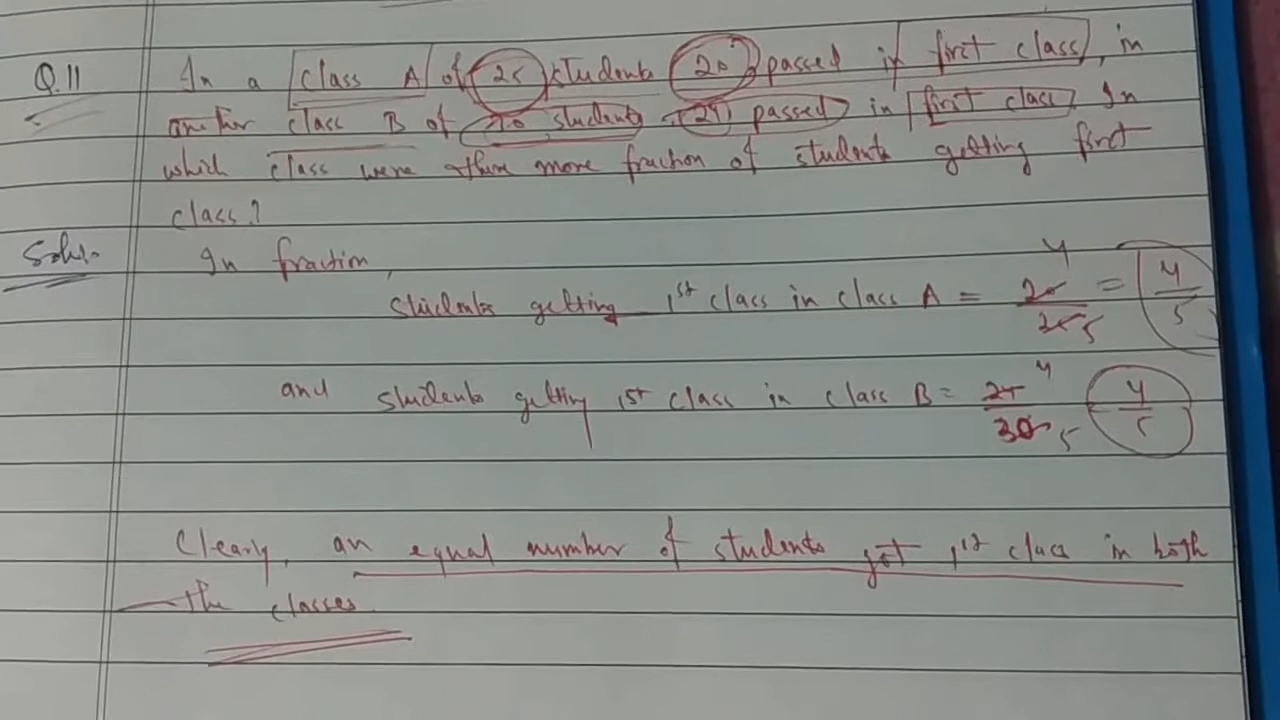 Q.11 In a class A of 25 students 20 passed in first class, in
another class B of 30 students 24 passed in first class. In
which class were there more fraction of students getting first
class?
Soln:- In fraction,
Students getting 1st class in class A = 20/25 = 4/5
and students getting 1st class in class B = 24/30 4/5
Clearly, an equal number of students got 1st class in both
the classes.